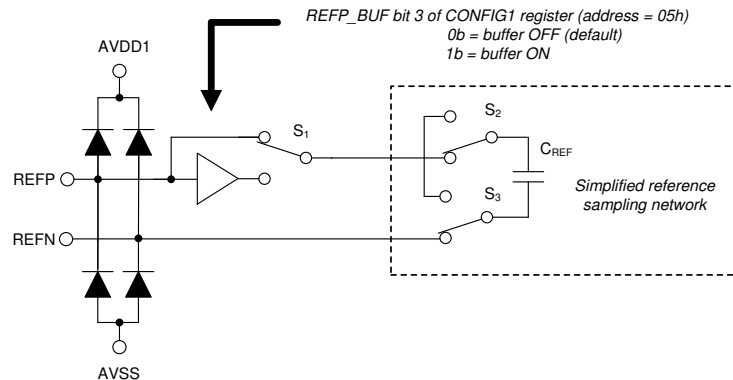 REFP_BUF bit 3 of CONFIG1 register (address = 05h)
0b = buffer OFF (default)
1b = buffer ON
AVDD1
S1
S2
CREF
REFP
S3
Simplified reference
sampling network
REFN
AVSS